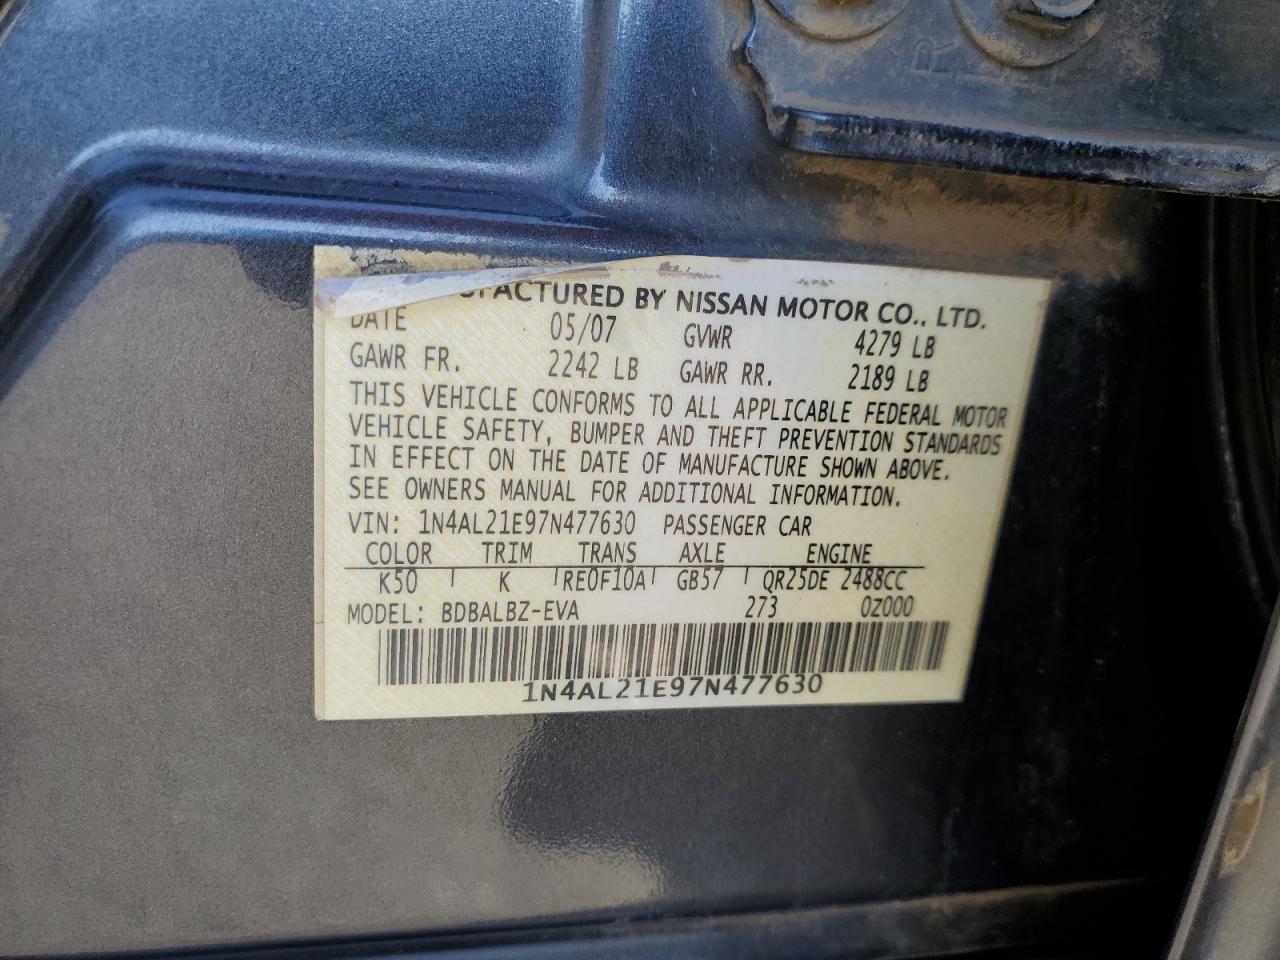 R
UFACTURED BY NISSAN MOTOR CO., LTD.
DATE 05/07 GVWR 4279 LB
GAWR FR. 2242 LB GAWR RR. 2189 LB
THIS VEHICLE CONFORMS TO ALL APPLICABLE FEDERAL MOTOR
VEHICLE SAFETY, BUMPER AND THEFT PREVENTION STANDARDS
IN EFFECT ON THE DATE OF MANUFACTURE SHOWN ABOVE.
SEE OWNERS MANUAL FOR ADDITIONAL INFORMATION.
VIN: 1N4AL21E97N477630 PASSENGER CAR
COLOR TRIM TRANS AXLE ENGINE
K50 K RE0F10A GB57 QR25DE 2488CC
MODEL: BDBALBZ-EVA 273 0Z000
1N4AL21E97N477630